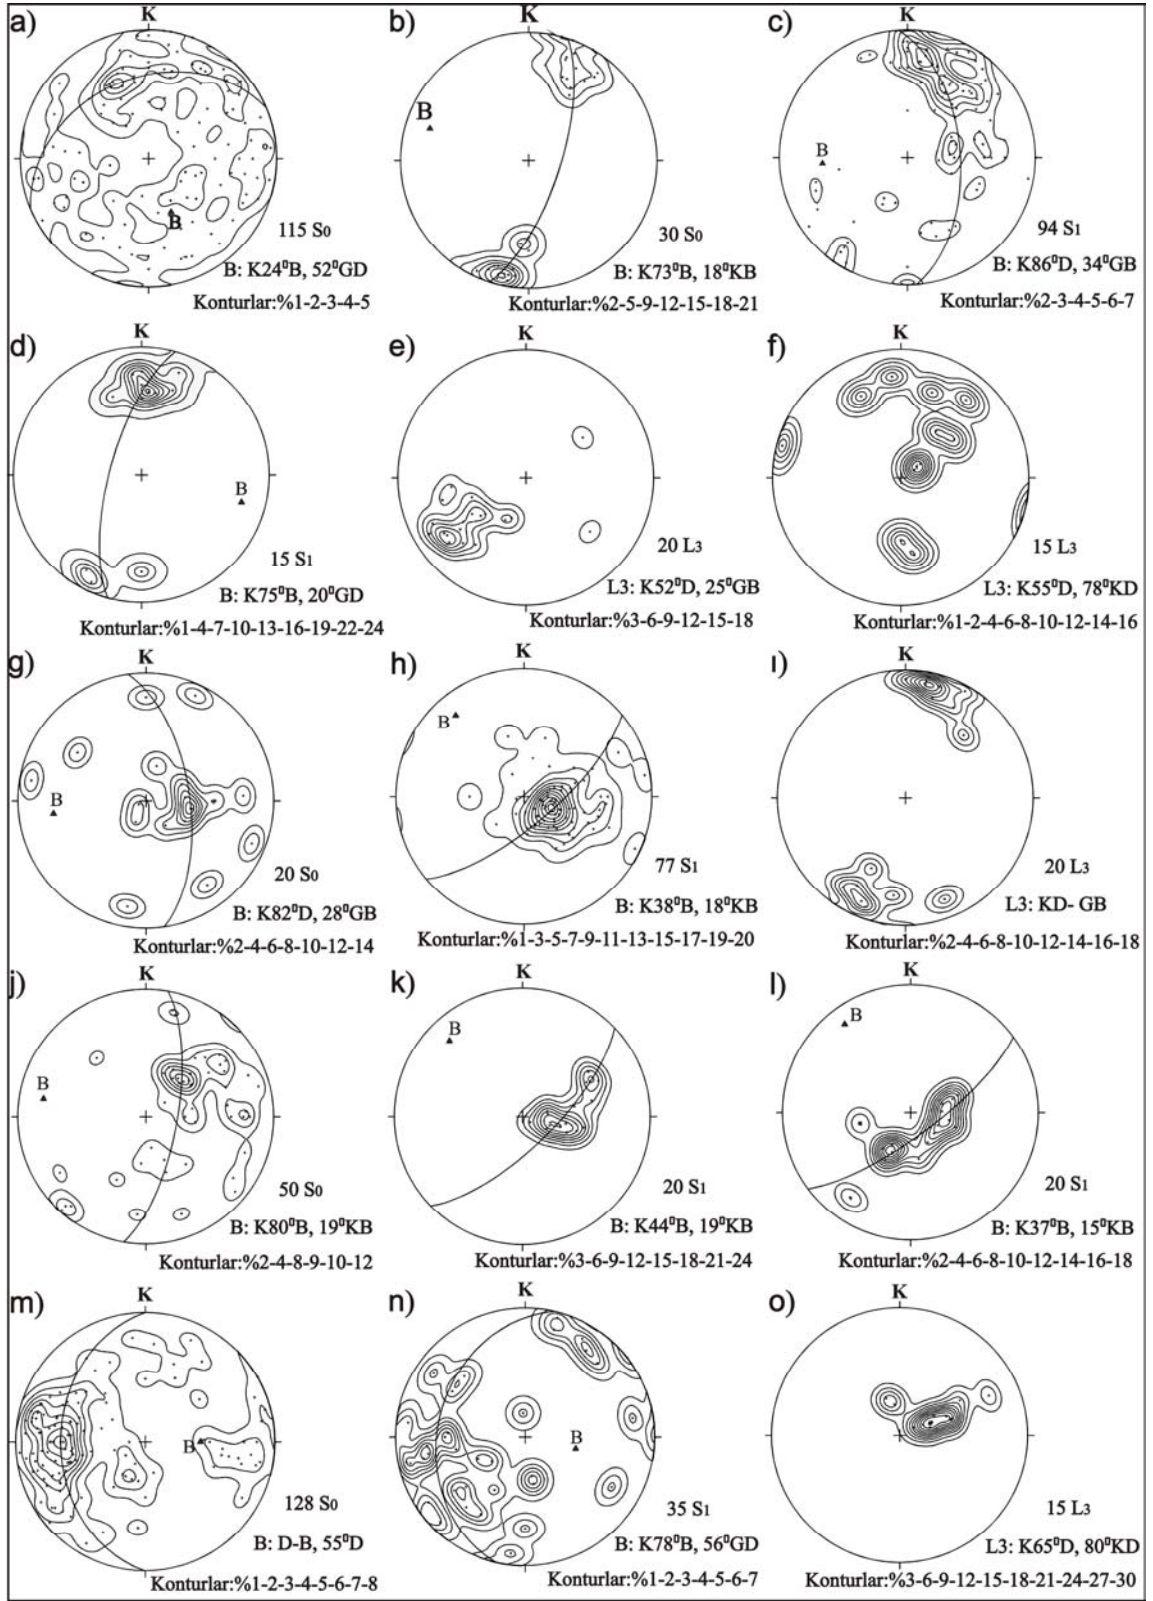 a)
K
B
115 S0
B: K24⁰B, 52⁰GD
Konturlar:%1-2-3-4-5
b)
K
B
30 S0
B: K73⁰B, 18⁰KB
Konturlar:%2-5-9-12-15-18-21
c)
K
B
94 S1
B: K86⁰D, 34⁰GB
Konturlar:%2-3-4-5-6-7
d)
K
B
15 S1
B: K75⁰B, 20⁰GD
Konturlar:%1-4-7-10-13-16-19-22-24
e)
K
20 L3
L3: K52⁰D, 25⁰GB
Konturlar:%3-6-9-12-15-18
f)
K
15 L3
L3: K55⁰D, 78⁰KD
Konturlar:%1-2-4-6-8-10-12-14-16
g)
K
B
20 S0
B: K82⁰D, 28⁰GB
Konturlar:%2-4-6-8-10-12-14
h)
K
B
77 S1
B: K38⁰B, 18⁰KB
Konturlar:%1-3-5-7-9-11-13-15-17-19-20
ı)
K
20 L3
L3: KD- GB
Konturlar:%2-4-6-8-10-12-14-16-18
j)
K
B
50 S0
B: K80⁰B, 19⁰KB
Konturlar:%2-4-8-9-10-12
k)
K
B
20 S1
B: K44⁰B, 19⁰KB
Konturlar:%3-6-9-12-15-18-21-24
l)
K
B
20 S1
B: K37⁰B, 15⁰KB
Konturlar:%2-4-6-8-10-12-14-16-18
m)
K
B
128 S0
B: D-B, 55⁰D
Konturlar:%1-2-3-4-5-6-7-8
n)
K
B
35 S1
B: K78⁰B, 56⁰GD
Konturlar:%1-2-3-4-5-6-7
o)
K
15 L3
L3: K65⁰D, 80⁰KD
Konturlar:%3-6-9-12-15-18-21-24-27-30